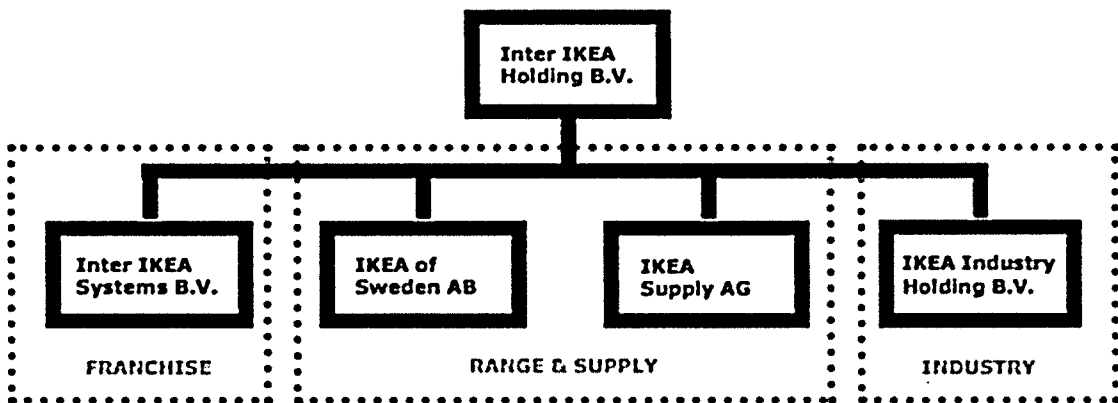 Inter IKEA
Holding B.V.
Inter IKEA
Systems B.V.
IKEA of
Sweden AB
IKEA
Supply AG
IKEA Industry
Holding B.V.
FRANCHISE
RANGE & SUPPLY
INDUSTRY